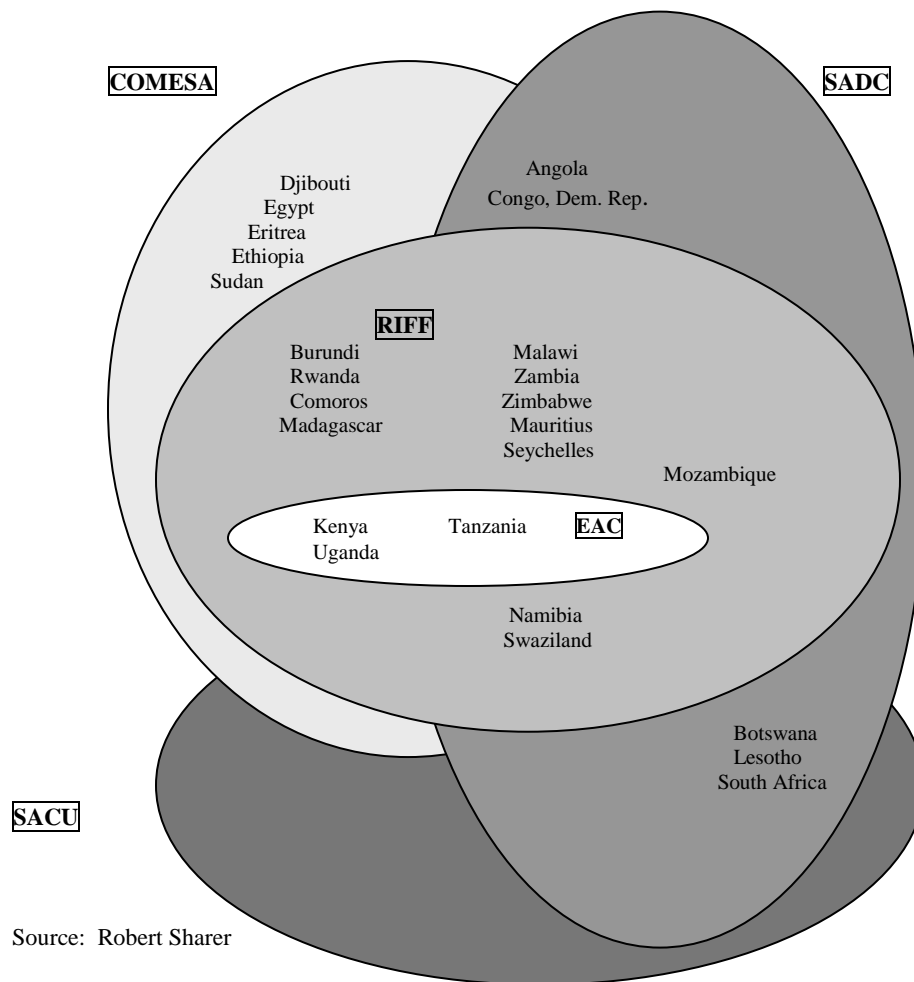 COMESA
SADC
Djibouti
Egypt
Eritrea
Ethiopia
Sudan
Angola
Congo, Dem. Rep.
RIFF
Burundi
Rwanda
Comoros
Madagascar
Malawi
Zambia
Zimbabwe
Mauritius
Seychelles
Mozambique
Kenya
Uganda
Tanzania
EAC
Namibia
Swaziland
Botswana
Lesotho
South Africa
SACU
Source: Robert Sharer